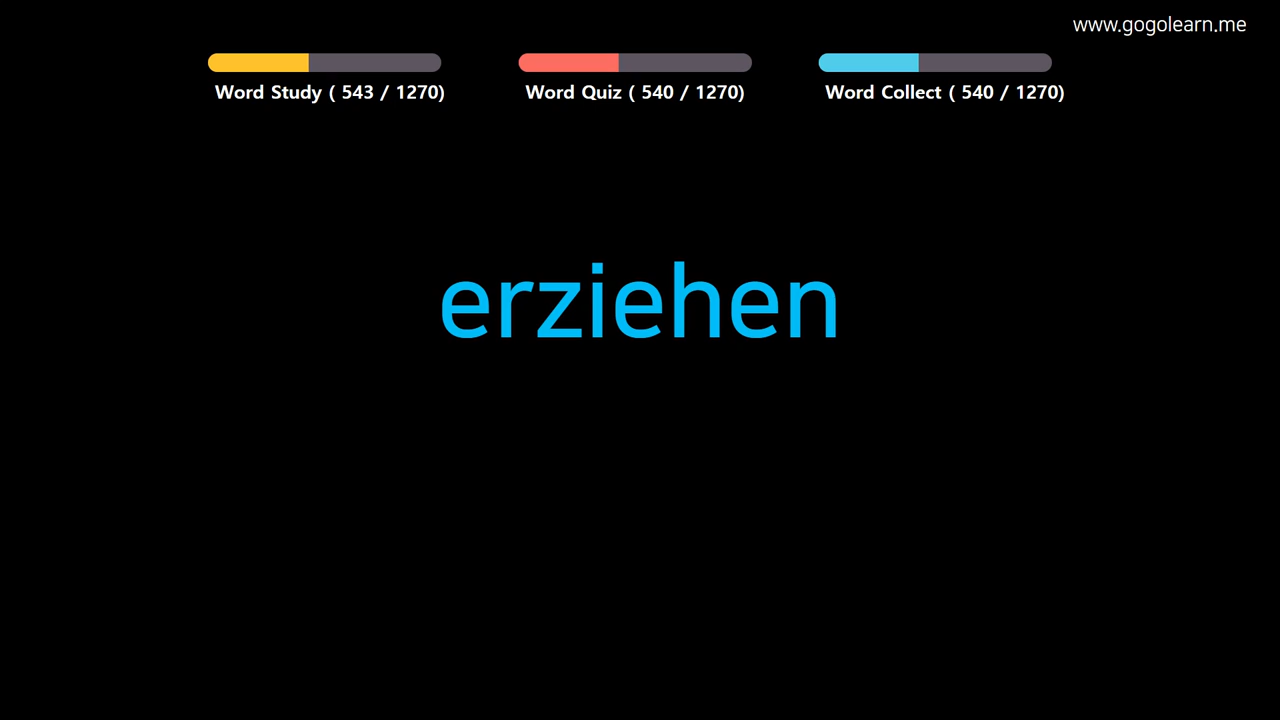 www.gogolearn.me
Word Study ( 543 / 1270)
Word Quiz ( 540 / 1270)
Word Collect ( 540 / 1270)
erziehen